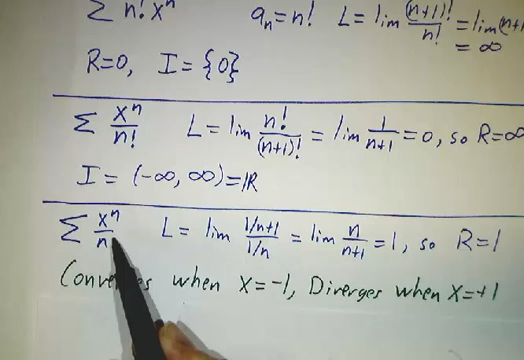 Σ n! xⁿ aₙ = n! L = lim (n+1)!/n! = lim (n+1
= ∞
R=0, I = {0}
Σ xⁿ/n! L = lim n!/(n+1)! = lim 1/(n+1) = 0, so R=∞
I = (-∞, ∞) = ℝ
Σ xⁿ/n L = lim (1/n+1)/(1/n) = lim n/(n+1) = 1, so R=1
Converges when X=-1, Diverges when X=+1